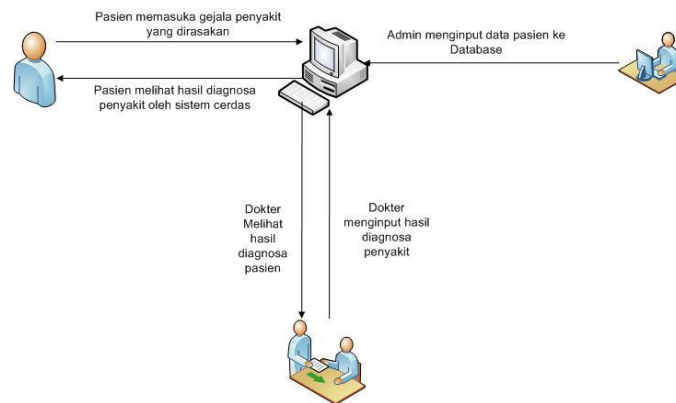 Pasien memasuka gejala penyakit
yang dirasakan
Admin menginput data pasien ke
Database
Pasien melihat hasil diagnosa
penyakit oleh sistem cerdas
Dokter
Melihat
hasil
diagnosa
pasien
Dokter
menginput hasil
diagnosa
penyakit